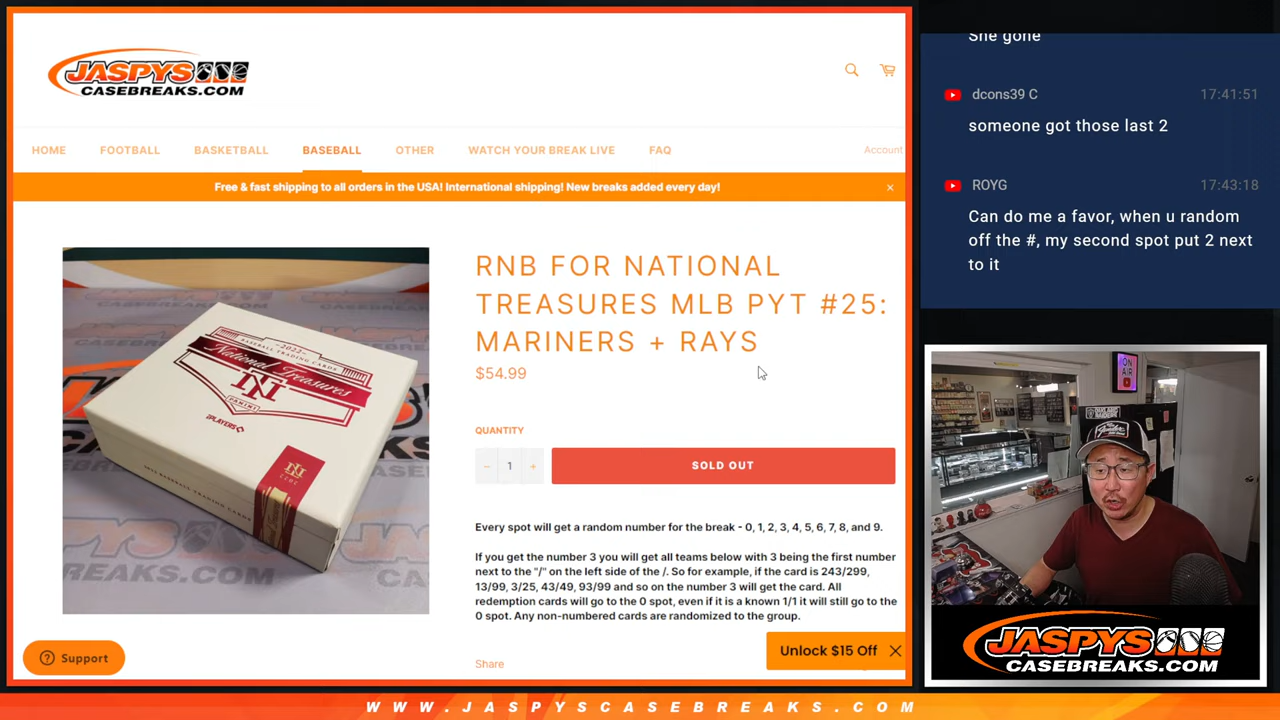 JASPYS
CASEBREAKS.COM
HOME FOOTBALL BASKETBALL BASEBALL OTHER WATCH YOUR BREAK LIVE FAQ Account
Free & fast shipping to all orders in the USA! International shipping! New breaks added every day! ×
2022
BASEBALL TRADING CARDS
National Treasures
NT
PANINI
MLBPLAYERS
RNB FOR NATIONAL
TREASURES MLB PYT #25:
MARINERS + RAYS
$54.99
QUANTITY
− 1 + SOLD OUT
Every spot will get a random number for the break - 0, 1, 2, 3, 4, 5, 6, 7, 8, and 9.
If you get the number 3 you will get all teams below with 3 being the first number
next to the "/" on the left side of the /. So for example, if the card is 243/299,
13/99, 3/25, 43/49, 93/99 and so on the number 3 will get the card. All
redemption cards will go to the 0 spot, even if it is a known 1/1 it will still go to the
0 spot. Any non-numbered cards are randomized to the group.
Share
Support
Unlock $15 Off
She gone
dcons39 C 17:41:51
someone got those last 2
ROYG 17:43:18
Can do me a favor, when u random
off the #, my second spot put 2 next
to it
ON
AIR
Fender
JASPYS
CASEBREAKS.COM
WWW.JASPYSCASEBREAKS.COM